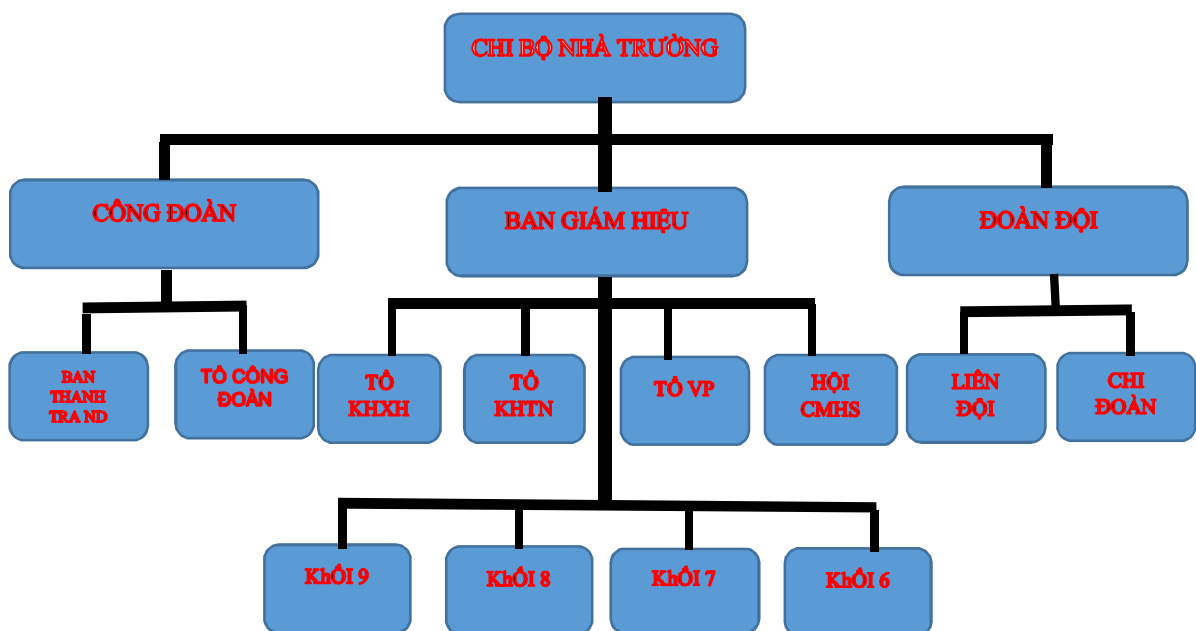 CHI BỘ NHÀ TRƯỜNG
CÔNG ĐOÀN
BAN GIÁM HIỆU
ĐOÀN ĐỘI
BAN
THANH
TRA ND
TỔ CÔNG
ĐOÀN
TỔ
KHXH
TỔ
KHTN
TỔ VP
HỘI
CMHS
LIÊN
ĐỘI
CHI
ĐOÀN
KhỐI 9
KhỐI 8
KhỐI 7
KhỐI 6